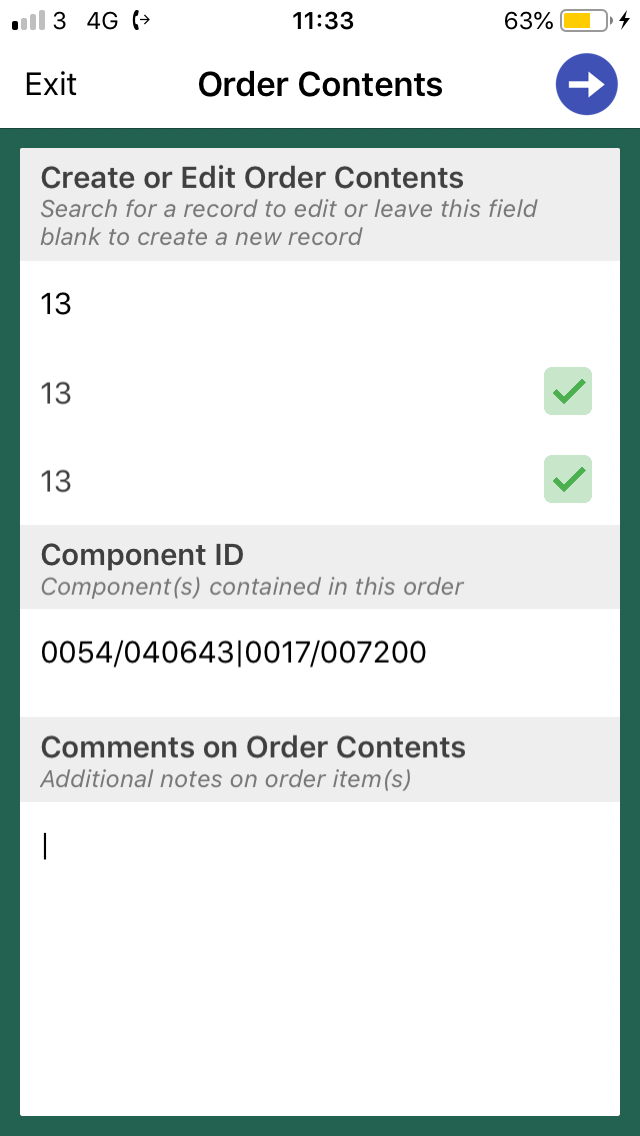 3 4G 11:33 63%
Exit Order Contents
Create or Edit Order Contents
Search for a record to edit or leave this field
blank to create a new record
13
13
13
Component ID
Component(s) contained in this order
0054/040643|0017/007200
Comments on Order Contents
Additional notes on order item(s)